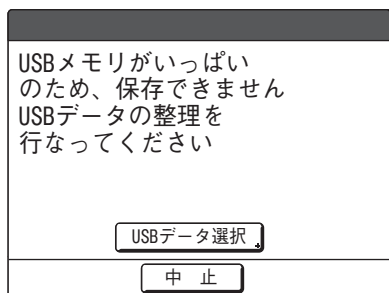 USBメモリがいっぱい
のため、保存できません
USBデータの整理を
行なってください
USBデータ選択
中 止